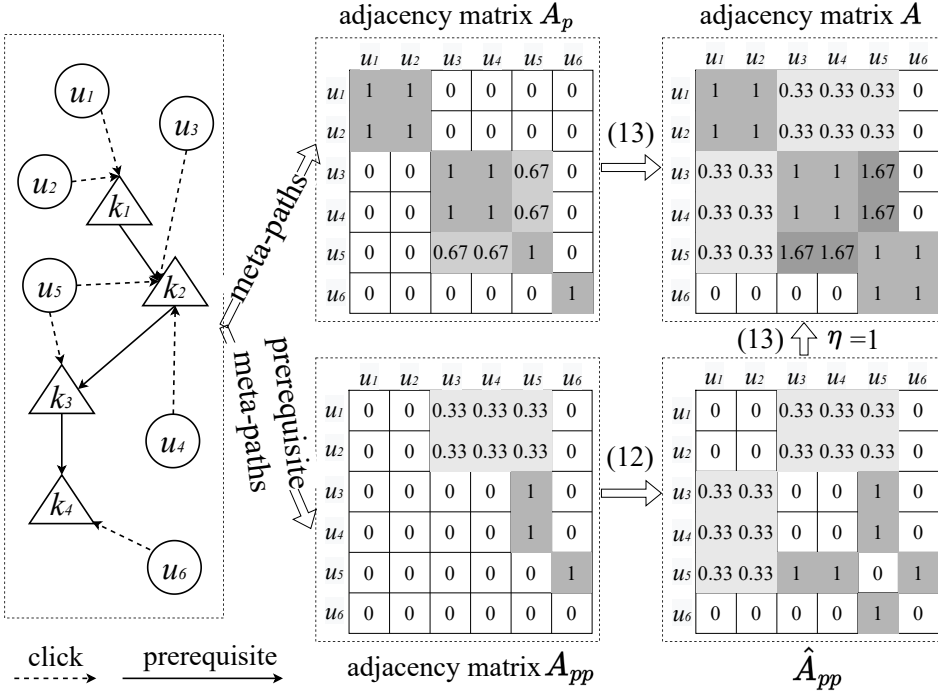 u1
u3
u2
k1
u5
k2
k3
u4
k4
u6
click
prerequisite
meta-paths
prerequisite
meta-paths
adjacency matrix Ap
u1 u2 u3 u4 u5 u6
u1 1 1 0 0 0 0
u2 1 1 0 0 0 0
u3 0 0 1 1 0.67 0
u4 0 0 1 1 0.67 0
u5 0 0 0.67 0.67 1 0
u6 0 0 0 0 0 1
(13)
adjacency matrix A
u1 u2 u3 u4 u5 u6
u1 1 1 0.33 0.33 0.33 0
u2 1 1 0.33 0.33 0.33 0
u3 0.33 0.33 1 1 1.67 0
u4 0.33 0.33 1 1 1.67 0
u5 0.33 0.33 1.67 1.67 1 1
u6 0 0 0 0 1 1
(13) η =1
u1 u2 u3 u4 u5 u6
u1 0 0 0.33 0.33 0.33 0
u2 0 0 0.33 0.33 0.33 0
u3 0 0 0 0 1 0
u4 0 0 0 0 1 0
u5 0 0 0 0 0 1
u6 0 0 0 0 0 0
adjacency matrix App
(12)
u1 u2 u3 u4 u5 u6
u1 0 0 0.33 0.33 0.33 0
u2 0 0 0.33 0.33 0.33 0
u3 0.33 0.33 0 0 1 0
u4 0.33 0.33 0 0 1 0
u5 0.33 0.33 1 1 0 1
u6 0 0 0 0 1 0
Âpp